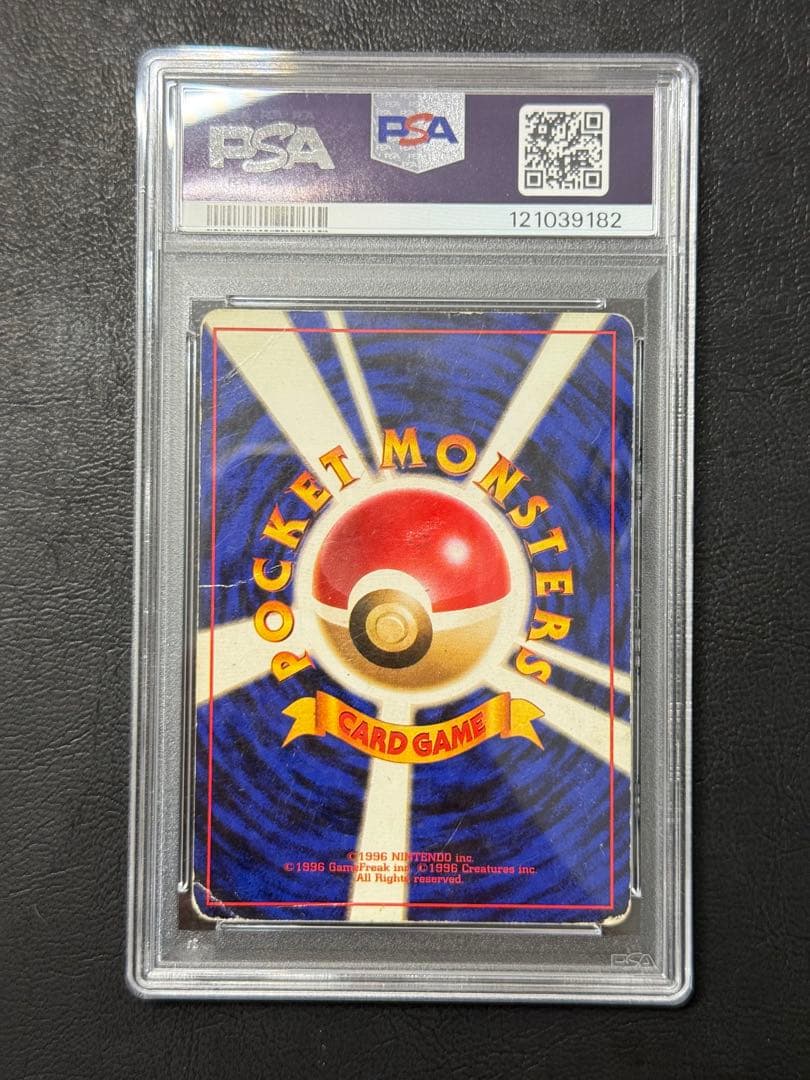 PSA
PSA
121039182
POCKET MONSTERS
CARD GAME
©1996 NINTENDO inc.
©1996 GameFreak inc. ©1996 Creatures inc.
All Rights reserved.
PSA